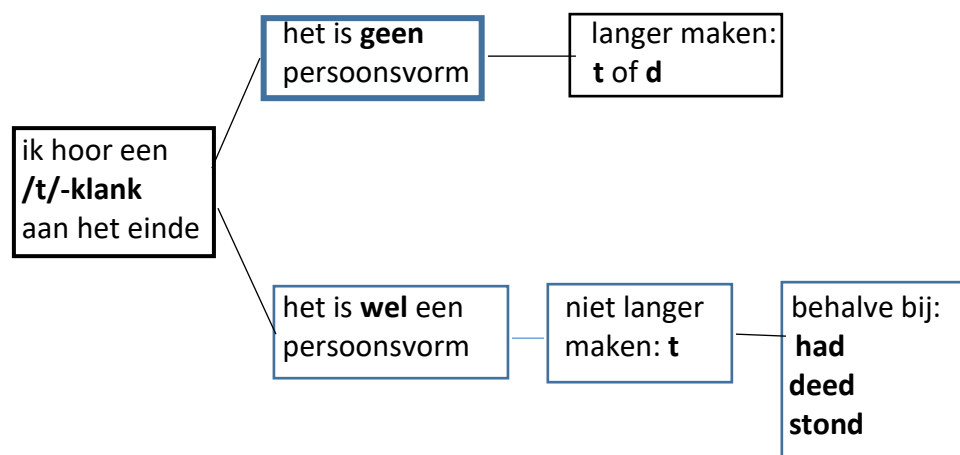 ik hoor een
/t/-klank
aan het einde
het is geen
persoonsvorm
langer maken:
t of d
het is wel een
persoonsvorm
niet langer
maken: t
behalve bij:
had
deed
stond